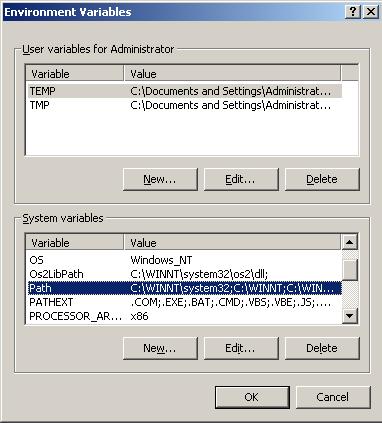 Environment Variables
User variables for Administrator
Variable Value
TEMP C:\Documents and Settings\Administrat...
TMP C:\Documents and Settings\Administrat...
New... Edit... Delete
System variables
Variable Value
OS Windows_NT
Os2LibPath C:\WINNT\system32\os2\dll;
Path C:\WINNT\system32;C:\WINNT;C:\WIN...
PATHEXT .COM;.EXE;.BAT;.CMD;.VBS;.VBE;.JS;....
PROCESSOR_AR... x86
New... Edit... Delete
OK Cancel